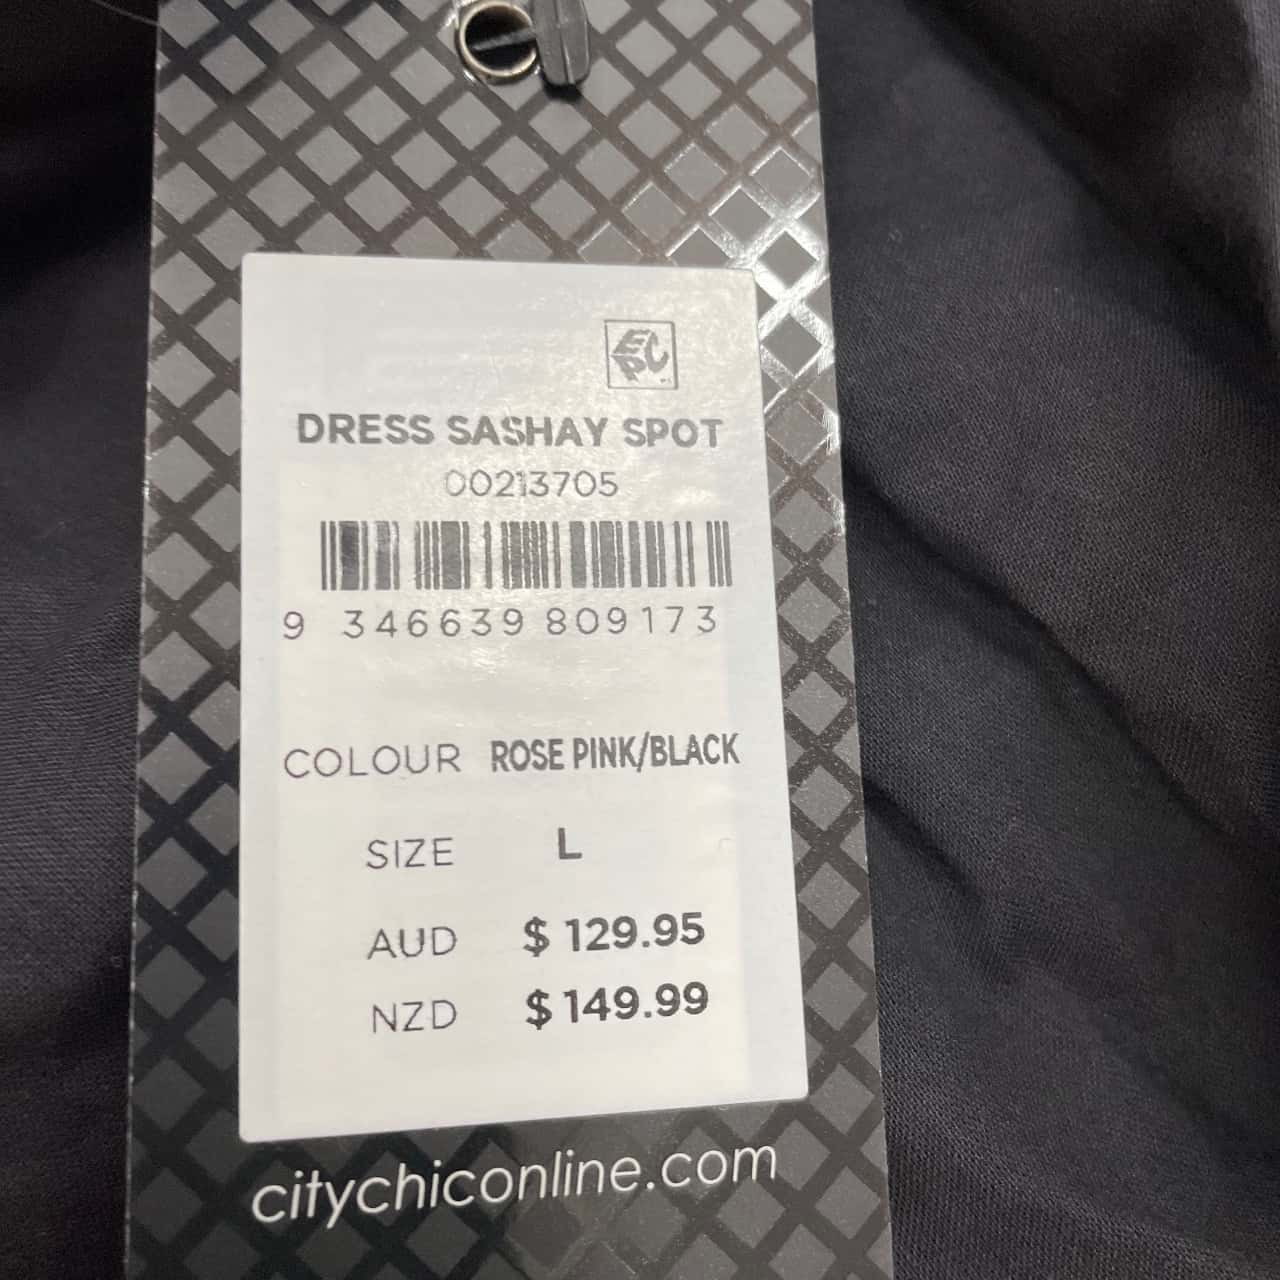 EPC
DRESS SASHAY SPOT
00213705
9 346639 809173
COLOUR ROSE PINK/BLACK
SIZE L
AUD $ 129.95
NZD $ 149.99
citychiconline.com